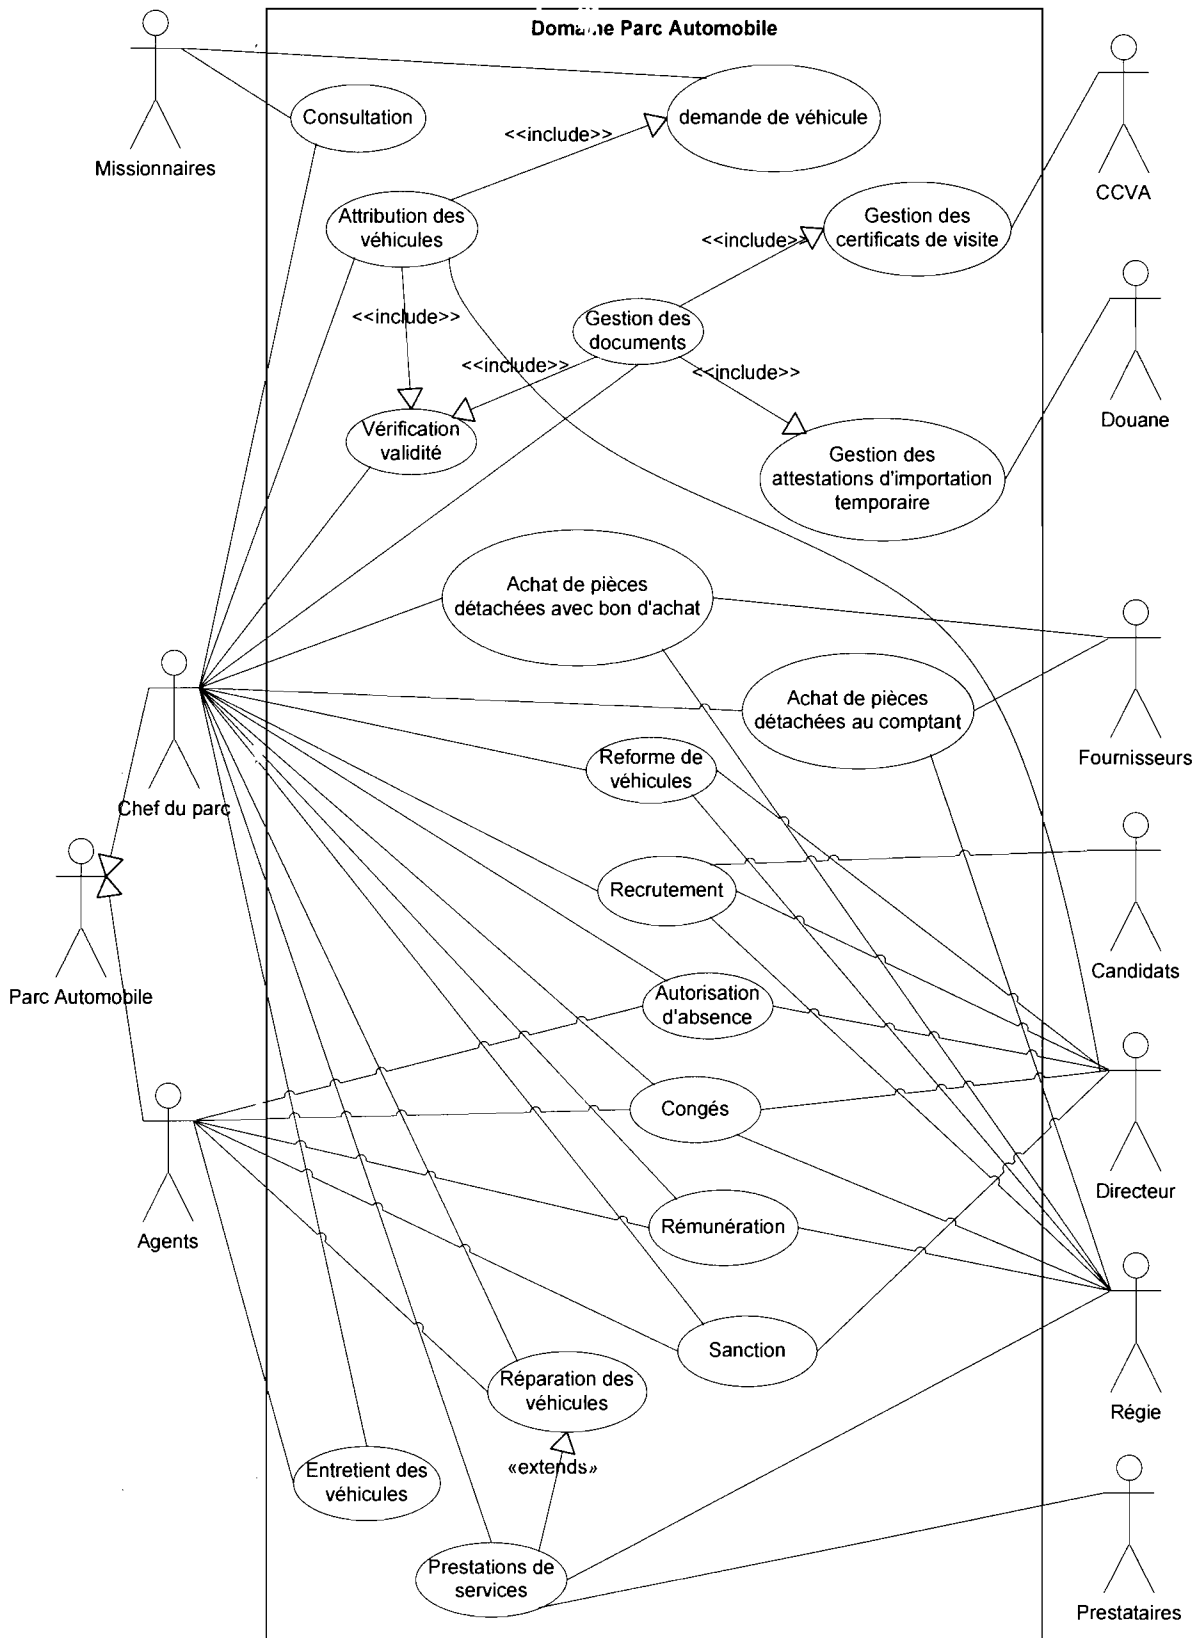 Domaine Parc Automobile
Missionnaires
Consultation
demande de véhicule
<<include>>
CCVA
Attribution des
véhicules
Gestion des
certificats de visite
<<include>>
<<include>>
Gestion des
documents
<<include>>
<<include>>
Douane
Vérification
validité
Gestion des
attestations d'importation
temporaire
Achat de pièces
détachées avec bon d'achat
Achat de pièces
détachées au comptant
Fournisseurs
Chef du parc
Reforme de
véhicules
Parc Automobile
Recrutement
Candidats
Autorisation
d'absence
Congés
Directeur
Agents
Rémunération
Sanction
Régie
Réparation des
véhicules
Entretient des
véhicules
«extends»
Prestations de
services
Prestataires